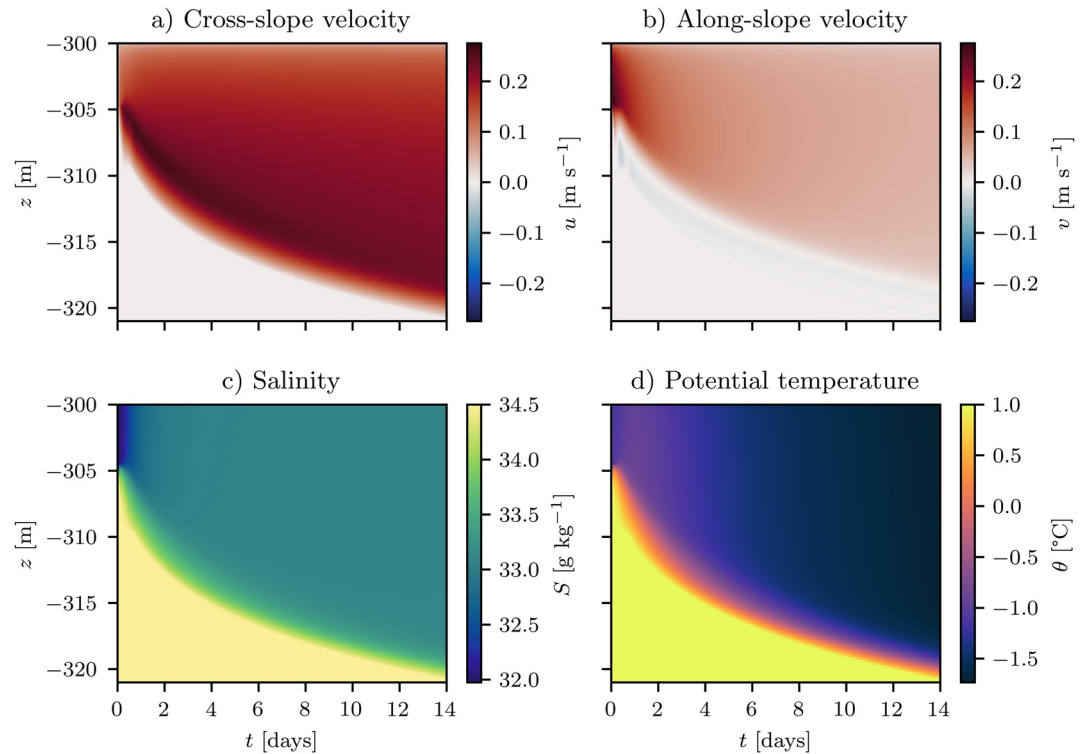 a) Cross-slope velocity
b) Along-slope velocity
−300
−305
−310
−315
−320
z [m]
0.2
0.1
0.0
−0.1
−0.2
u [m s⁻¹]
0.2
0.1
0.0
−0.1
−0.2
v [m s⁻¹]
c) Salinity
d) Potential temperature
−300
−305
−310
−315
−320
z [m]
34.5
34.0
33.5
33.0
32.5
32.0
S [g kg⁻¹]
1.0
0.5
0.0
−0.5
−1.0
−1.5
θ [°C]
0 2 4 6 8 10 12 14
t [days]
0 2 4 6 8 10 12 14
t [days]